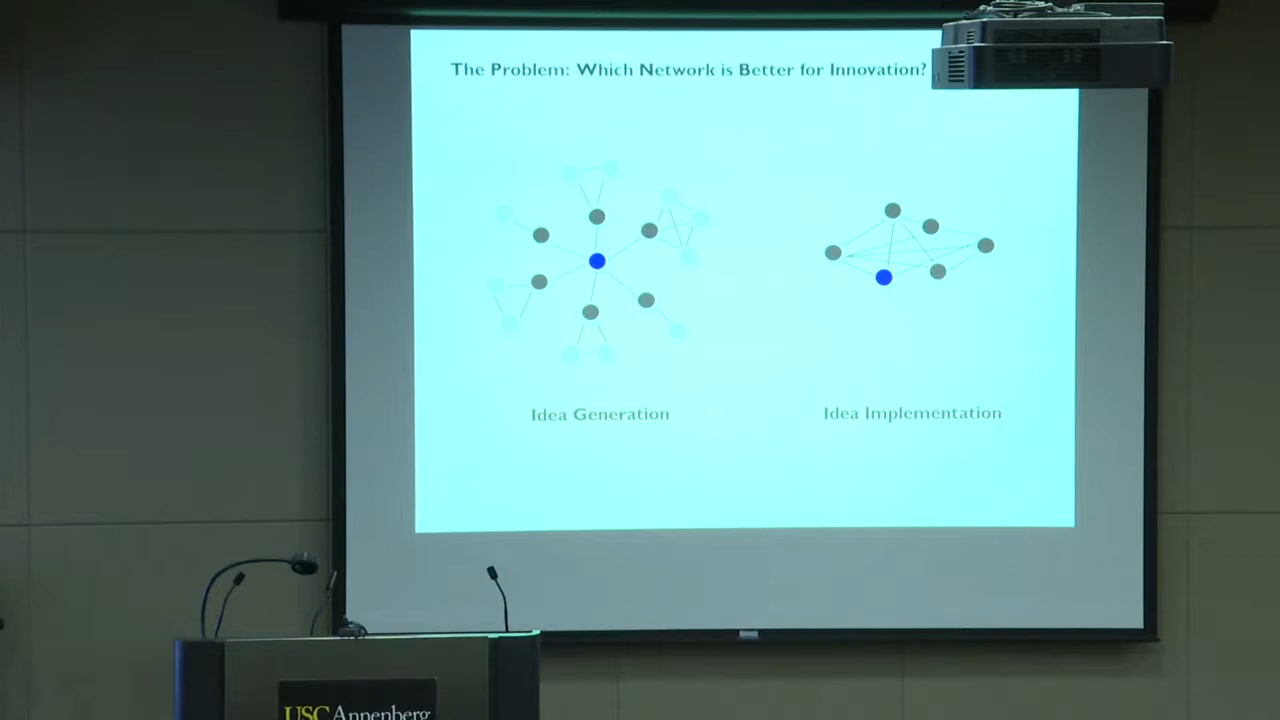 The Problem: Which Network is Better for Innovation?
Idea Generation
Idea Implementation
USC Annenberg